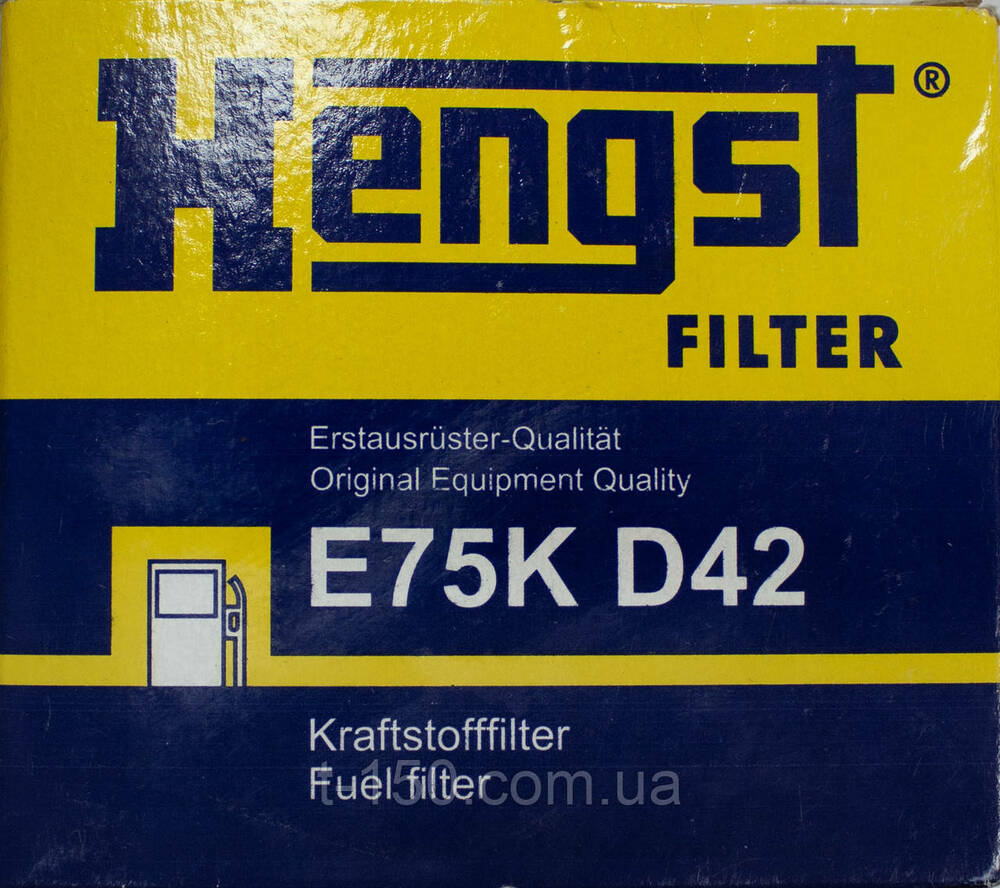 Hengst ®
FILTER
Erstausrüster-Qualität
Original Equipment Quality
E75K D42
Kraftstofffilter
Fuel filter
t-150.com.ua